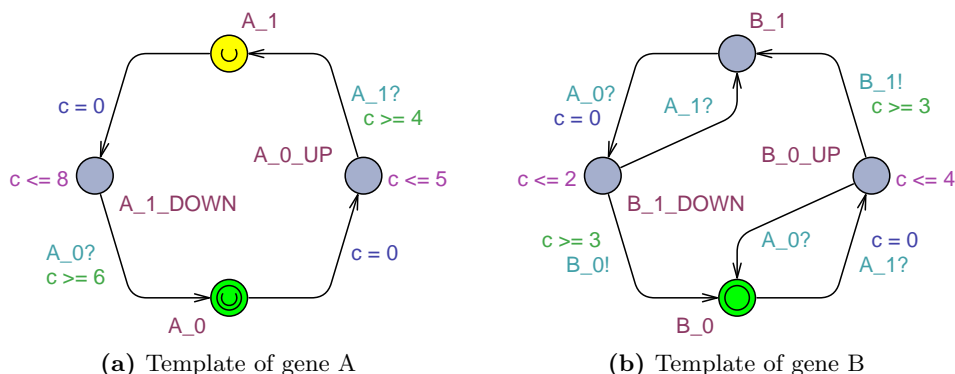 A_1
A_1?
c >= 4
c = 0
A_0_UP
c <= 8
c <= 5
A_1_DOWN
A_0?
c >= 6
c = 0
A_0
(a) Template of gene A
B_1
A_0?
c = 0
A_1?
B_1!
c >= 3
B_0_UP
c <= 2
c <= 4
B_1_DOWN
c >= 3
B_0!
A_0?
c = 0
A_1?
B_0
(b) Template of gene B